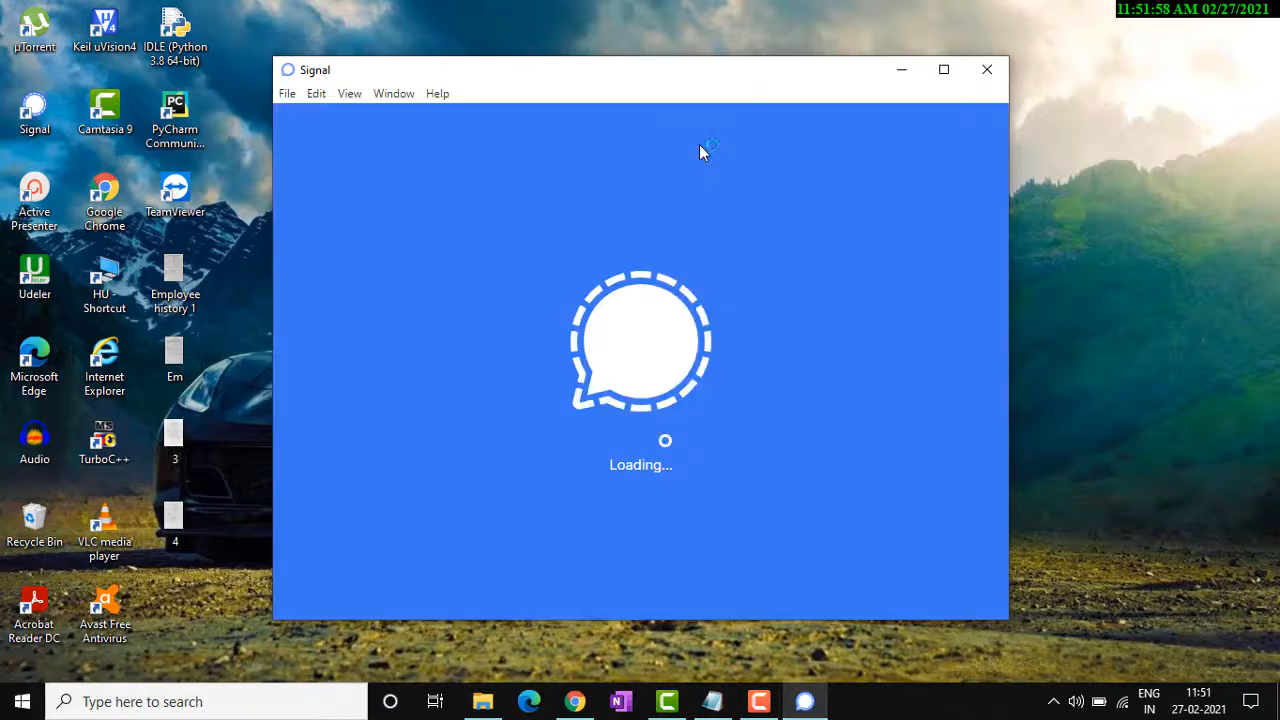 11:51:58 AM 02/27/2021
µTorrent
Keil uVision4
IDLE (Python
3.8 64-bit)
Signal
File Edit View Window Help
Signal
Camtasia 9
PyCharm
Communi...
Active
Presenter
Google
Chrome
TeamViewer
Udeler
HU -
Shortcut
Employee
history 1
Microsoft
Edge
Internet
Explorer
Em
Loading...
Audio
TurboC++
3
Recycle Bin
VLC media
player
4
Acrobat
Reader DC
Avast Free
Antivirus
Type here to search
ENG
IN
11:51
27-02-2021